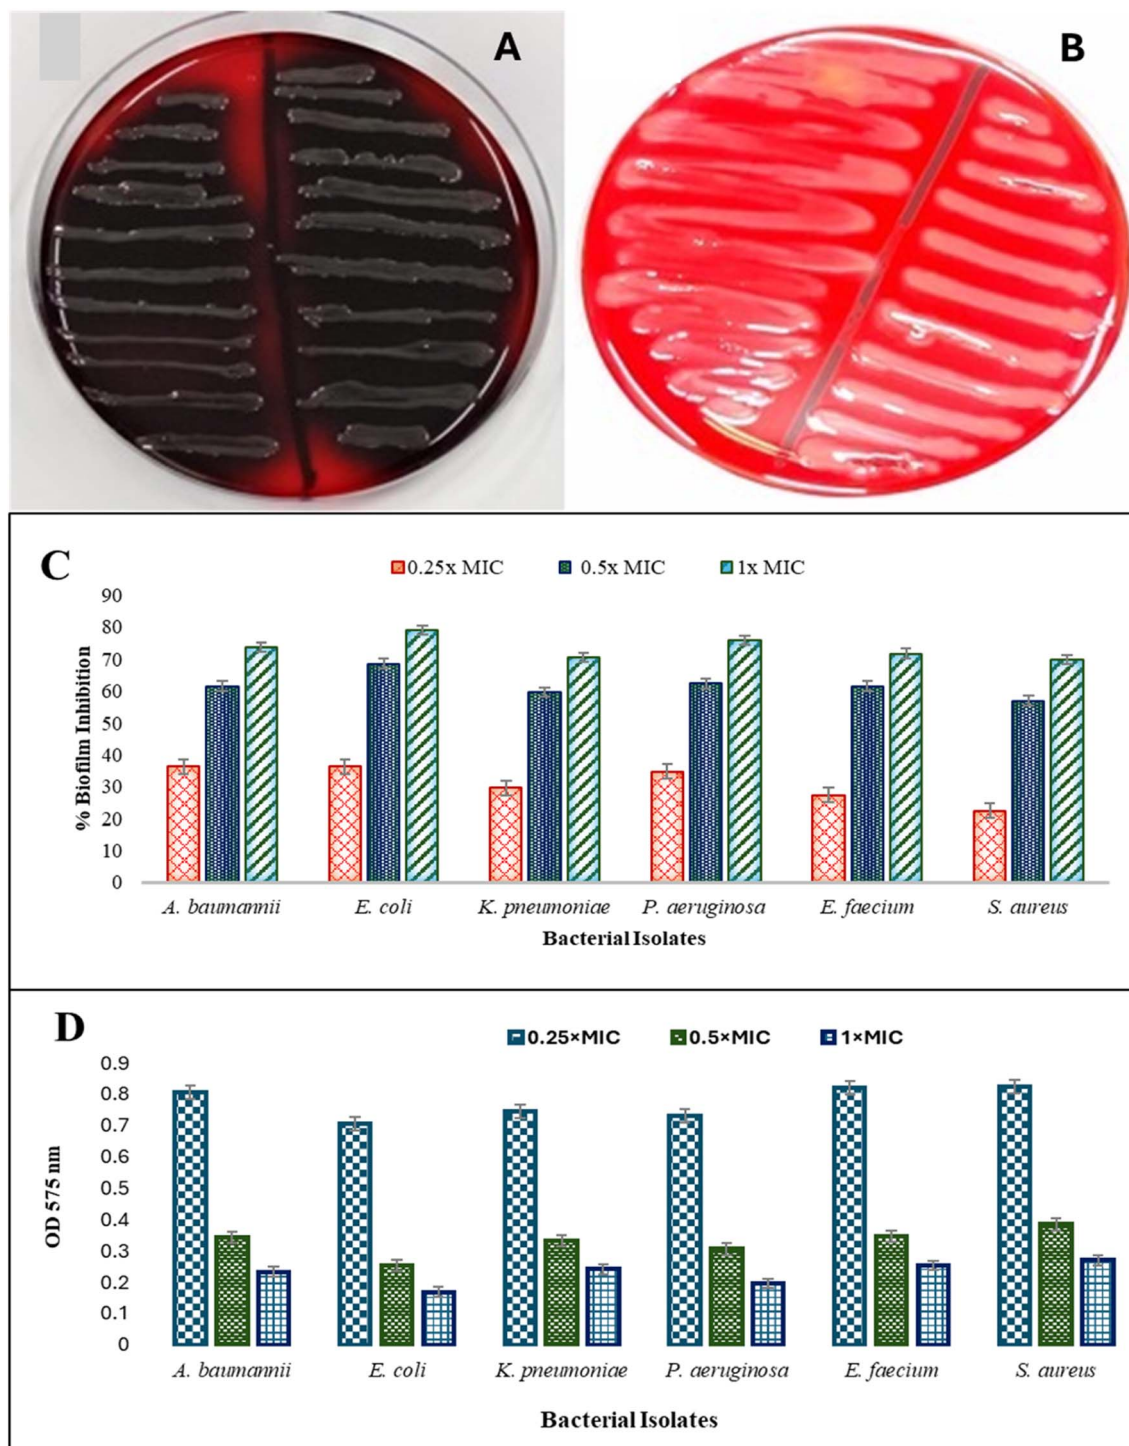 A
B
C
0.25x MIC 0.5x MIC 1x MIC
90
80
70
60
50
40
30
20
10
0
% Biofilm Inhibition
A. baumannii E. coli K. pneumoniae P. aeruginosa E. faecium S. aureus
Bacterial Isolates
D
0.25×MIC 0.5×MIC 1×MIC
0.9
0.8
0.7
0.6
0.5
0.4
0.3
0.2
0.1
0
OD 575 nm
A. baumannii E. coli K. pneumoniae P. aeruginosa E. faecium S. aureus
Bacterial Isolates